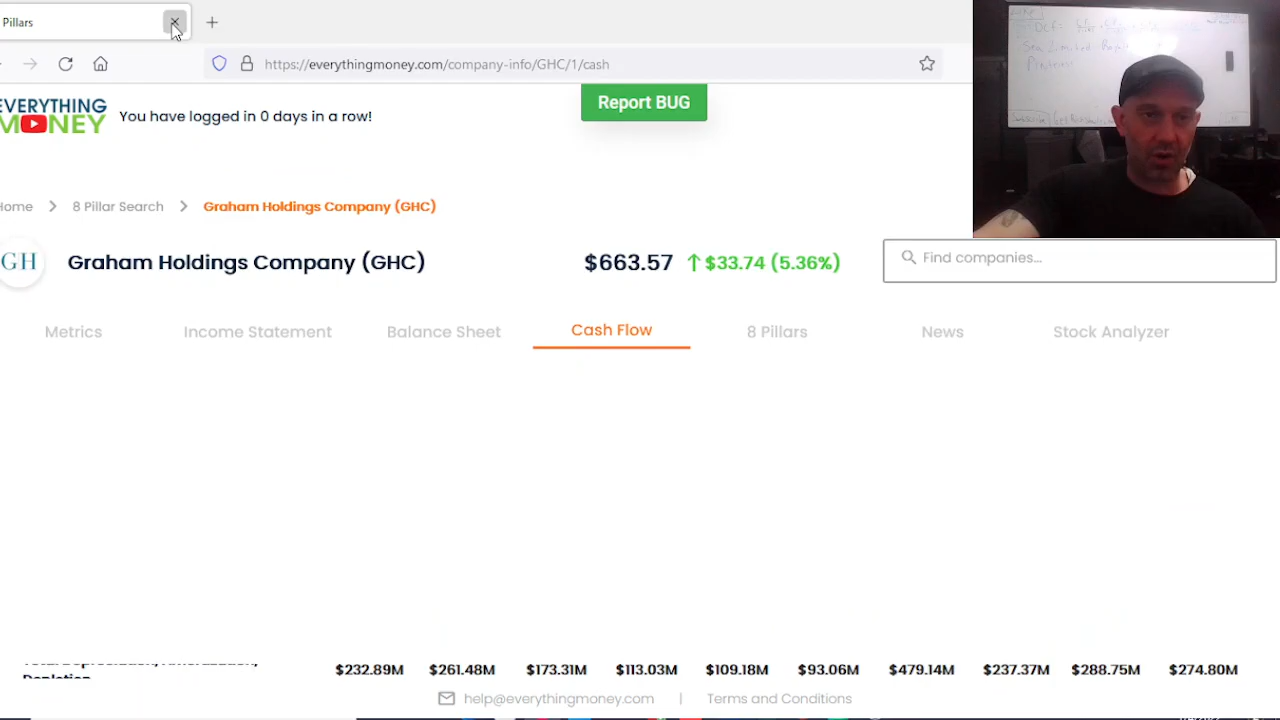 Pillars
https://everythingmoney.com/company-info/GHC/1/cash
EVERYTHING
MONEY
You have logged in 0 days in a row!
Report BUG
Home > 8 Pillar Search > Graham Holdings Company (GHC)
GH
Graham Holdings Company (GHC)
$663.57 ↑ $33.74 (5.36%)
Find companies...
Metrics Income Statement Balance Sheet Cash Flow 8 Pillars News Stock Analyzer
$232.89M $261.48M $173.31M $113.03M $109.18M $93.06M $479.14M $237.37M $288.75M $274.80M
help@everythingmoney.com | Terms and Conditions
DCF=
Sea Limited